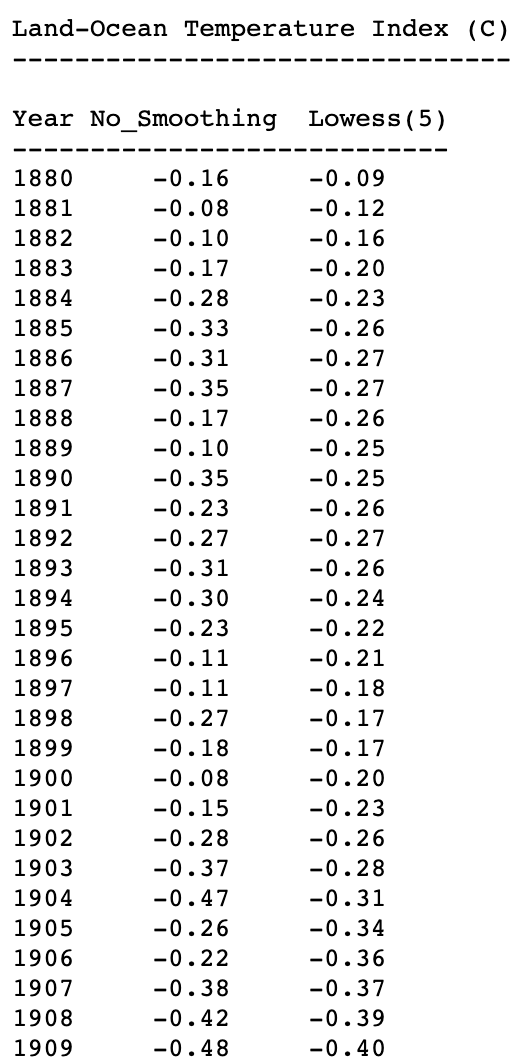 Land-Ocean Temperature Index (C)
--------------------------------
Year No_Smoothing  Lowess(5)
----------------------------
1880     -0.16     -0.09
1881     -0.08     -0.12
1882     -0.10     -0.16
1883     -0.17     -0.20
1884     -0.28     -0.23
1885     -0.33     -0.26
1886     -0.31     -0.27
1887     -0.35     -0.27
1888     -0.17     -0.26
1889     -0.10     -0.25
1890     -0.35     -0.25
1891     -0.23     -0.26
1892     -0.27     -0.27
1893     -0.31     -0.26
1894     -0.30     -0.24
1895     -0.23     -0.22
1896     -0.11     -0.21
1897     -0.11     -0.18
1898     -0.27     -0.17
1899     -0.18     -0.17
1900     -0.08     -0.20
1901     -0.15     -0.23
1902     -0.28     -0.26
1903     -0.37     -0.28
1904     -0.47     -0.31
1905     -0.26     -0.34
1906     -0.22     -0.36
1907     -0.38     -0.37
1908     -0.42     -0.39
1909     -0.48     -0.40